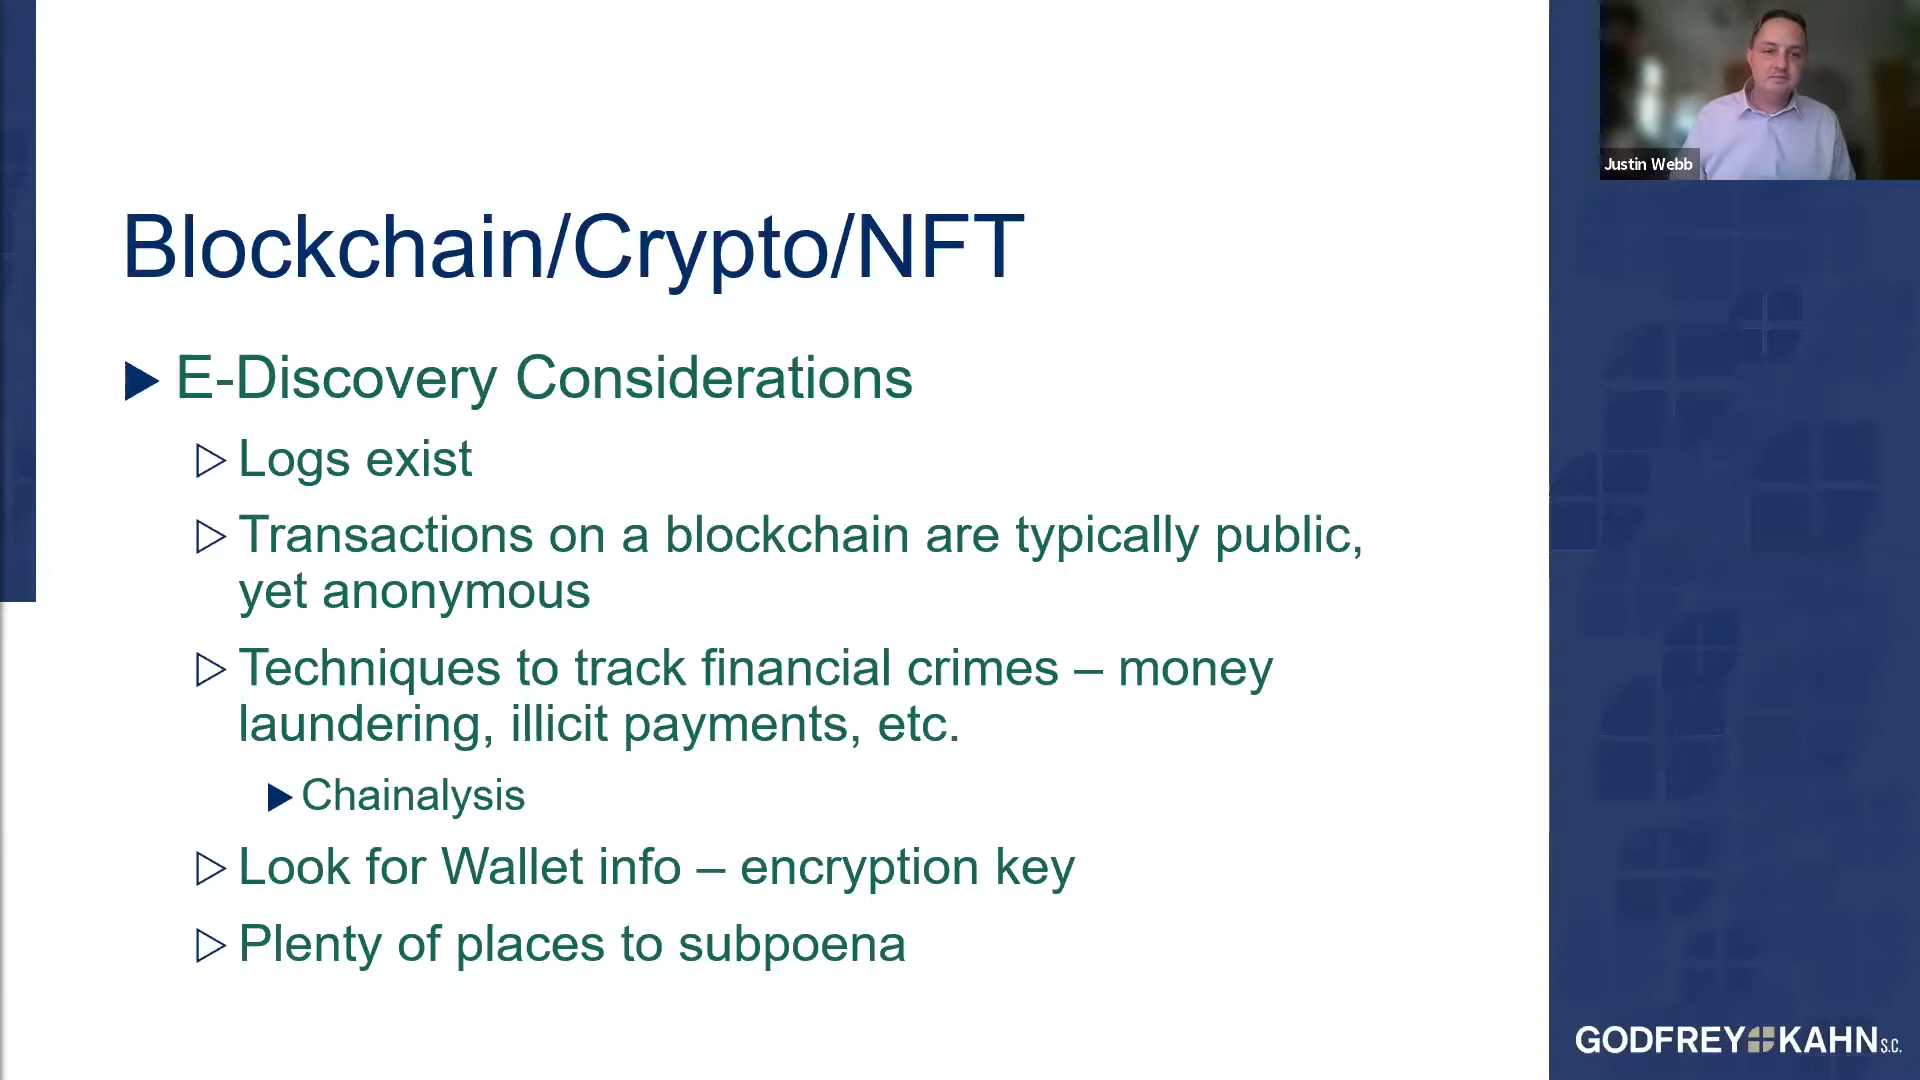 Justin Webb
Blockchain/Crypto/NFT
E-Discovery Considerations
Logs exist
Transactions on a blockchain are typically public,
yet anonymous
Techniques to track financial crimes – money
laundering, illicit payments, etc.
Chainalysis
Look for Wallet info – encryption key
Plenty of places to subpoena
GODFREY KAHN S.C.